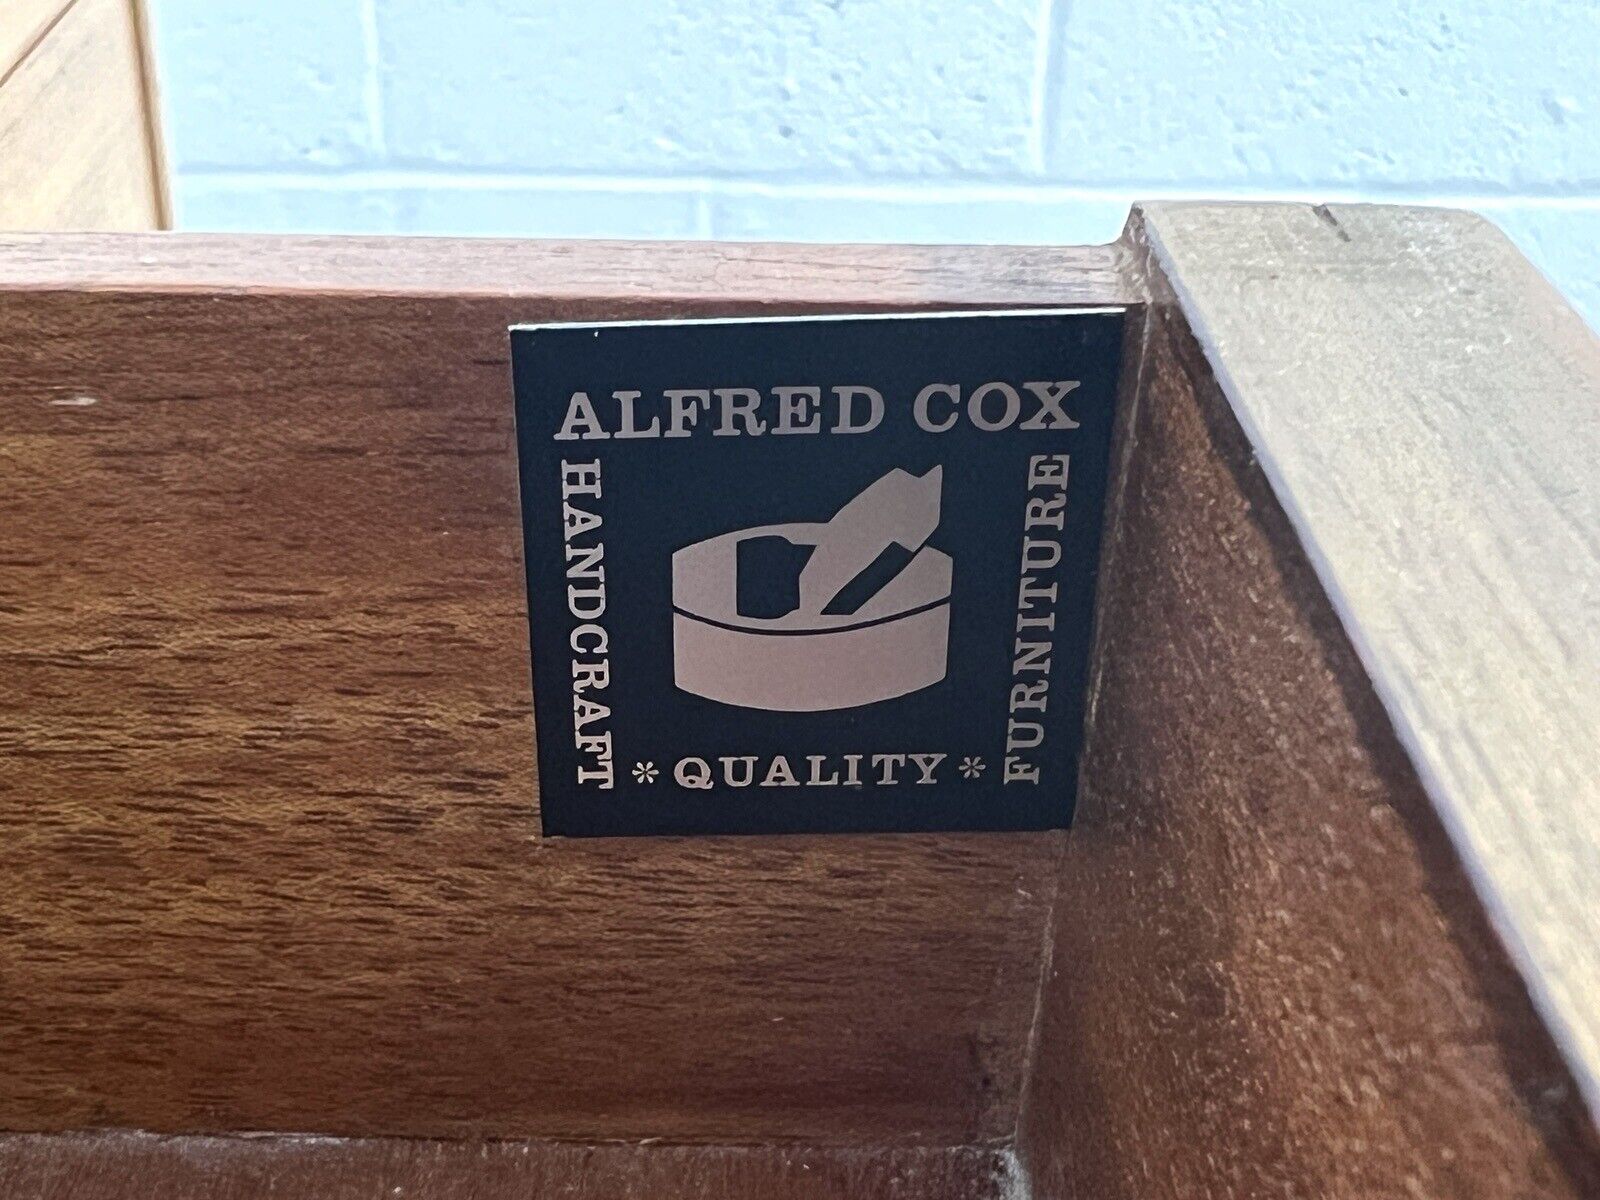 ALFRED COX
HANDCRAFT
* QUALITY *
FURNITURE